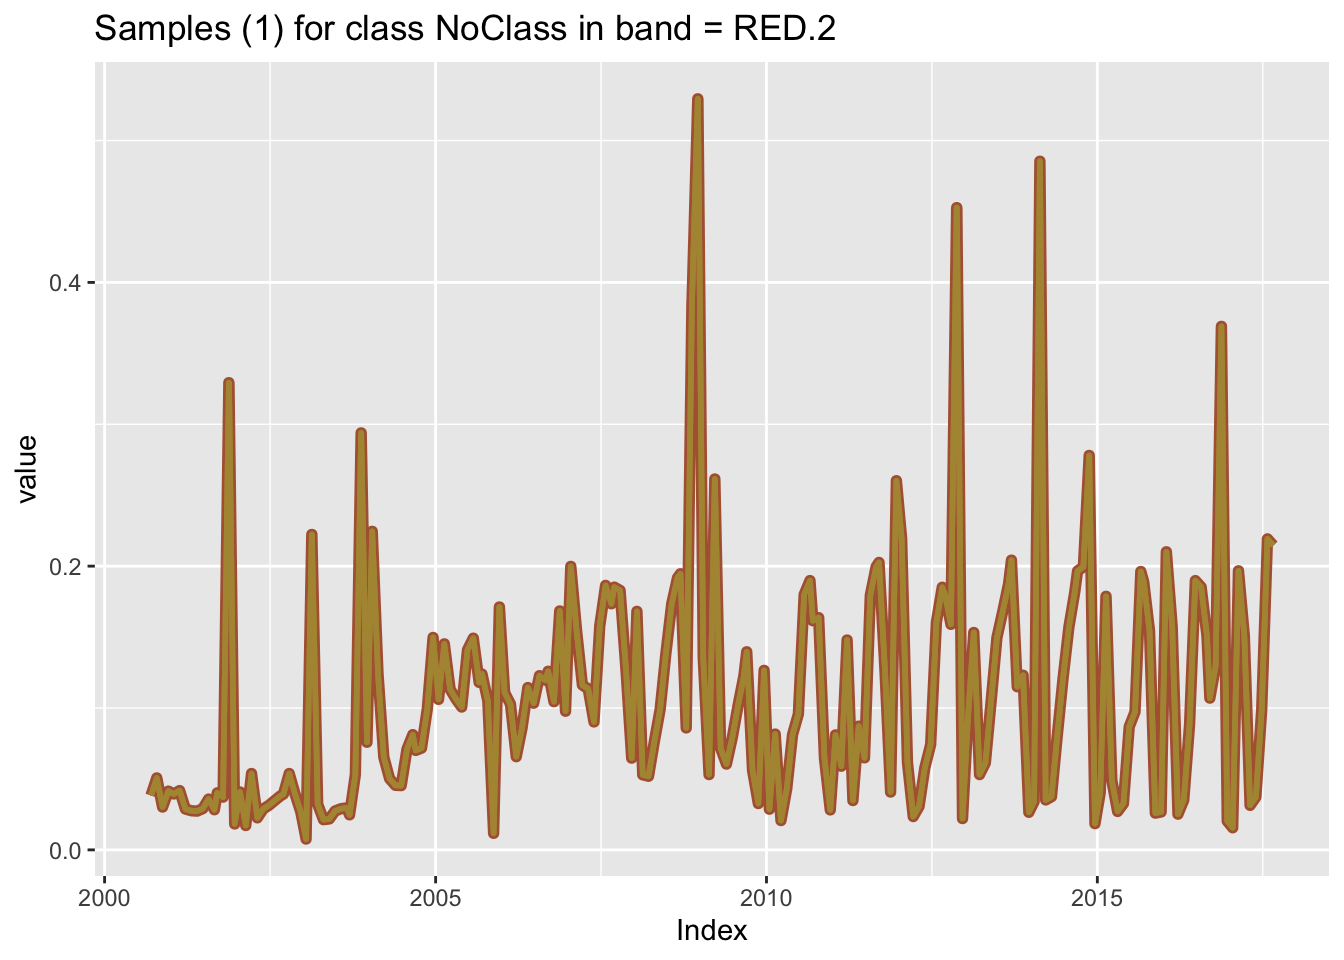 Samples (1) for class NoClass in band = RED.2
value
0.4
0.2
0.0
2000 2005 2010 2015
Index